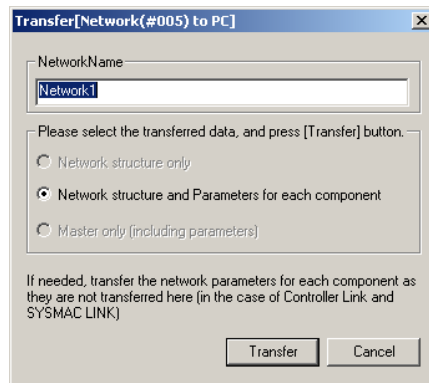 Transfer[Network(#005) to PC]
NetworkName
Network1
Please select the transferred data, and press [Transfer] button.
Network structure only
Network structure and Parameters for each component
Master only (including parameters)
If needed, transfer the network parameters for each component as
they are not transferred here (in the case of Controller Link and
SYSMAC LINK)
Transfer
Cancel